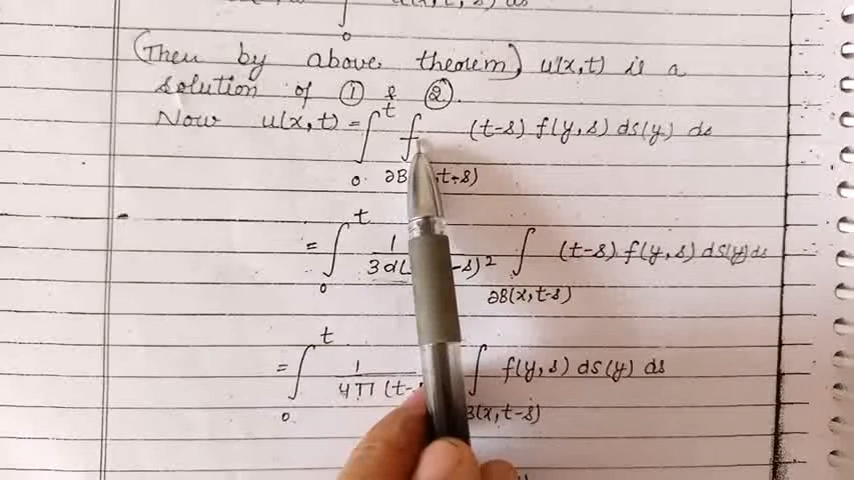 (Then by above theorem) u(x,t) is a
solution of ① & ②.
Now u(x,t) = ∫₀ᵗ ⨍ (t-s) f(y,s) ds(y) ds
∂B( ,t-s)
= ∫₀ᵗ 1/3α( -s)² ∫ (t-s) f(y,s) ds(y) ds
∂B(x,t-s)
= ∫₀ᵗ 1/4π(t- ∫ f(y,s) ds(y) ds
B(x,t-s)